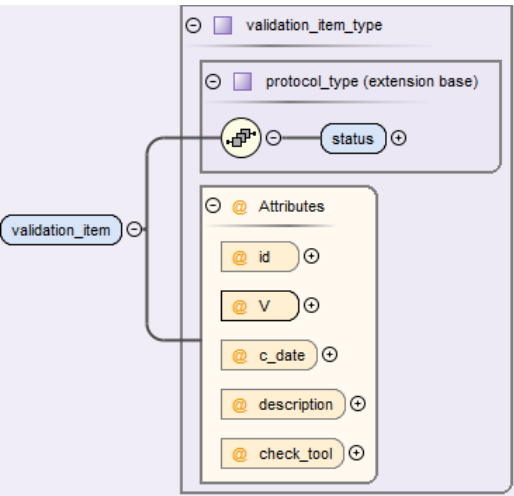 validation_item_type
protocol_type (extension base)
status
validation_item
@ Attributes
@ id
@ V
@ c_date
@ description
@ check_tool